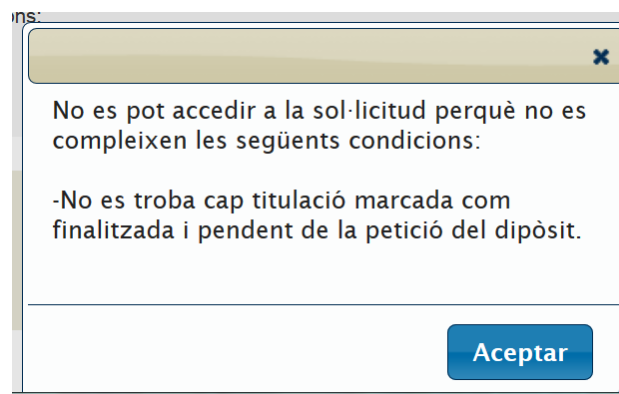 ons:
No es pot accedir a la sol·licitud perquè no es
compleixen les següents condicions:
-No es troba cap titulació marcada com
finalitzada i pendent de la petició del dipòsit.
Aceptar